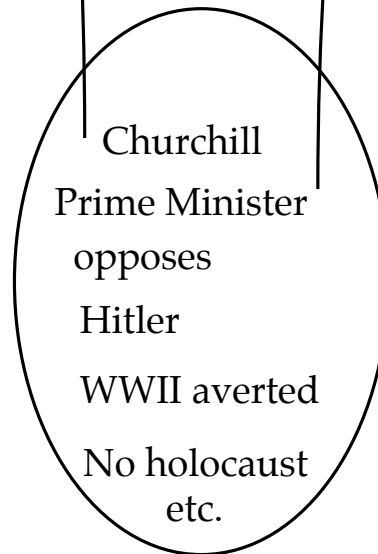 Churchill
Prime Minister
opposes
Hitler
WWII averted
No holocaust
etc.